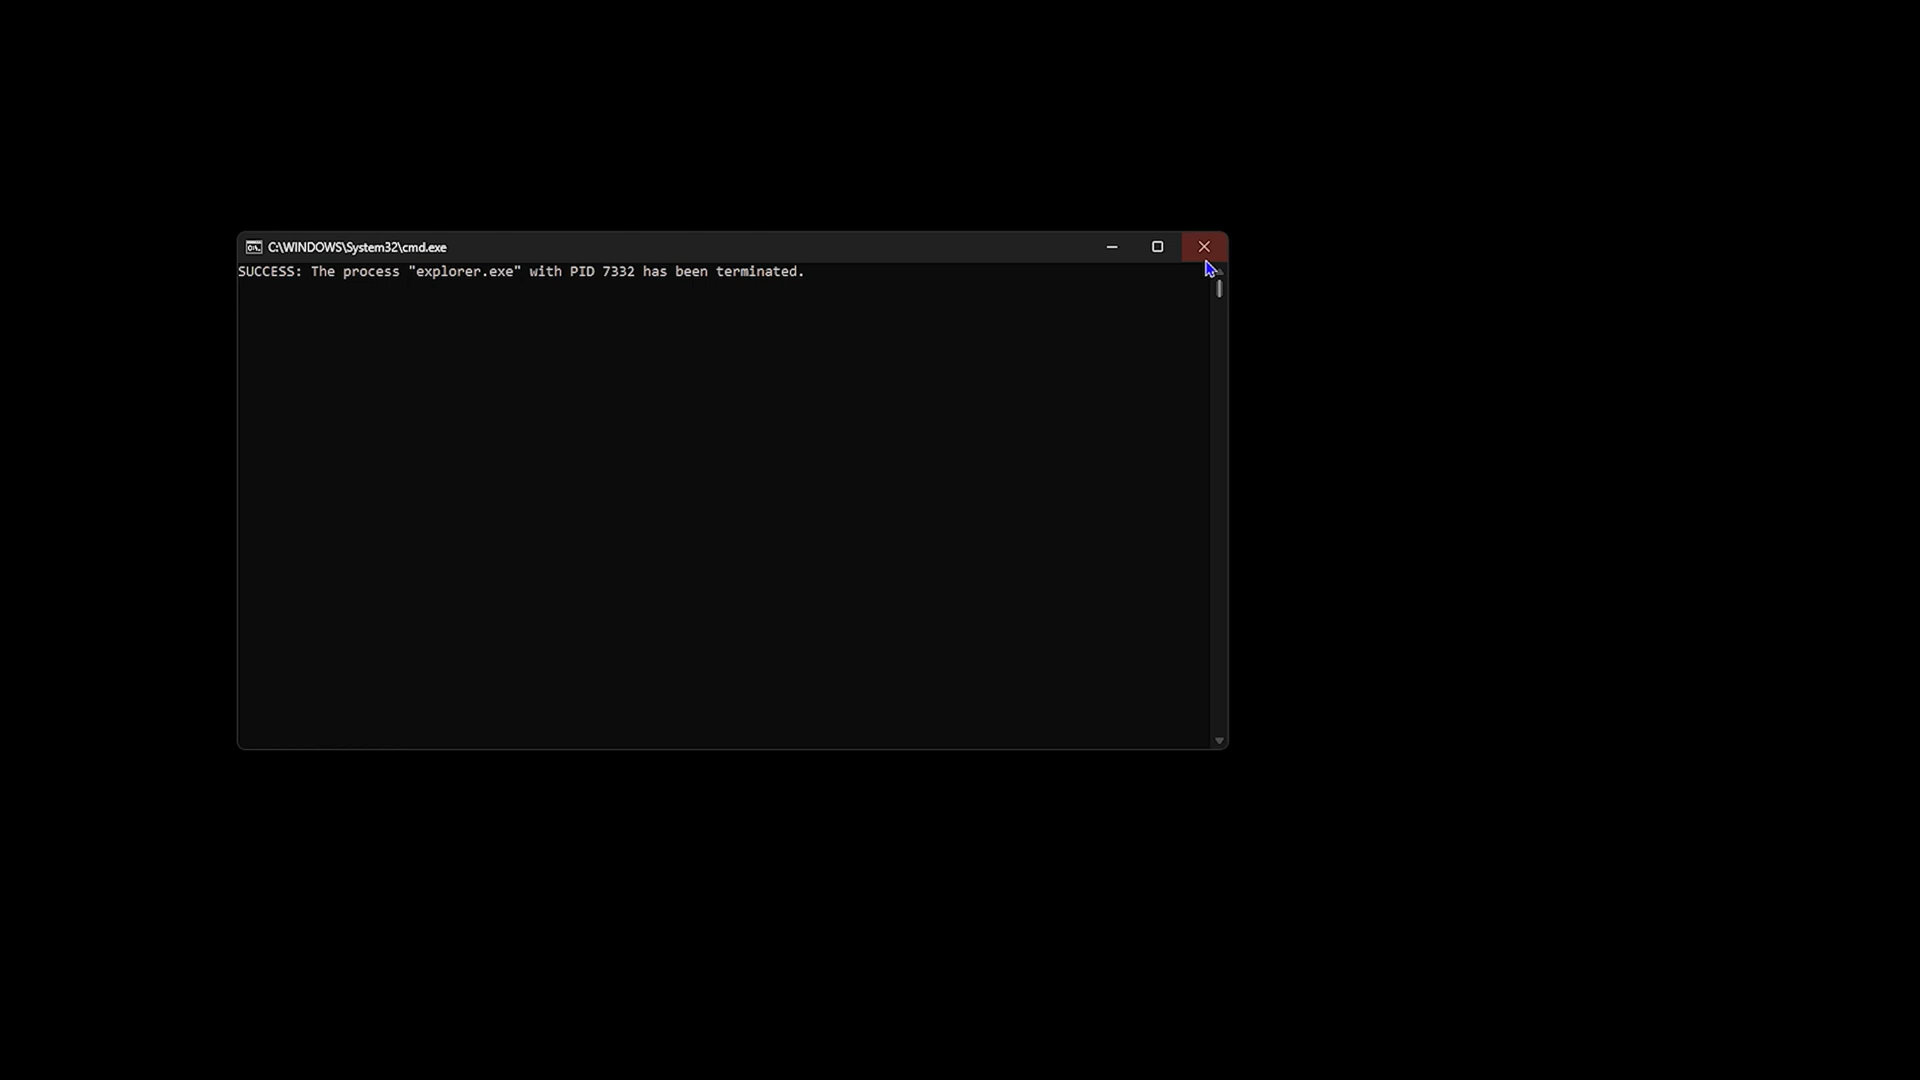 C:\WINDOWS\System32\cmd.exe
SUCCESS: The process "explorer.exe" with PID 7332 has been terminated.